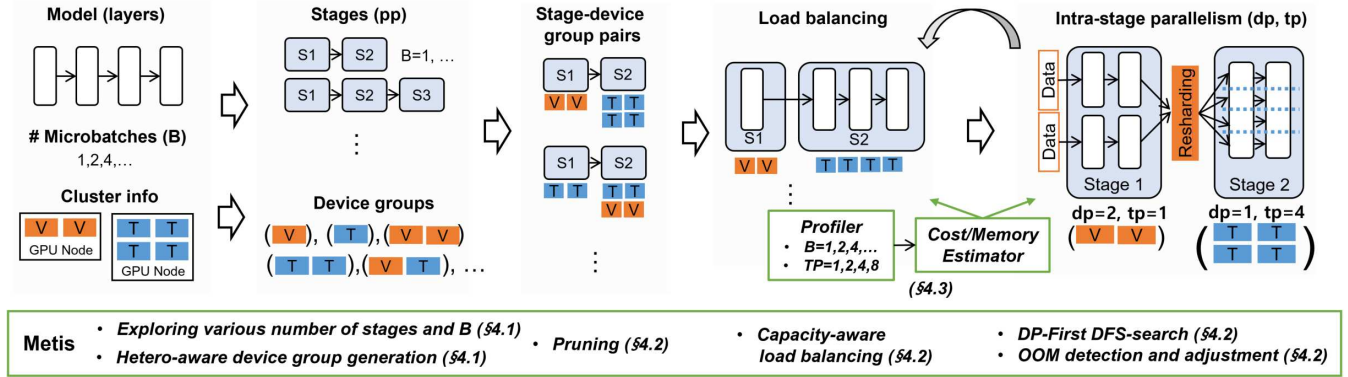 Model (layers)
# Microbatches (B)
1,2,4,...
Cluster info
V V
GPU Node
T T
T T
GPU Node
Stages (pp)
S1 S2 B=1, ...
S1 S2 S3
⋮
Device groups
(V), (T), (V V)
(T T), (V T), ...
Stage-device
group pairs
S1 S2
V V T T
T T
S1 S2
T T T T
V V
⋮
Load balancing
S1 S2
V V T T T T
⋮
Profiler
• B=1,2,4,...
• TP=1,2,4,8
Cost/Memory
Estimator
(§4.3)
Intra-stage parallelism (dp, tp)
Data
Data
Resharding
Stage 1 Stage 2
dp=2, tp=1 dp=1, tp=4
(V V) (T T
T T)
Metis
• Exploring various number of stages and B (§4.1)
• Hetero-aware device group generation (§4.1)
• Pruning (§4.2)
• Capacity-aware
load balancing (§4.2)
• DP-First DFS-search (§4.2)
• OOM detection and adjustment (§4.2)